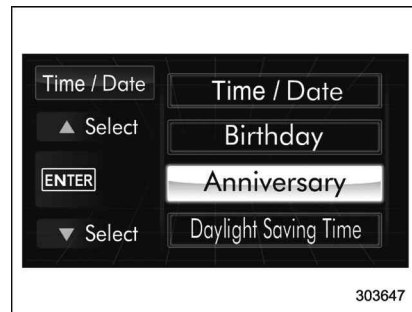 Time / Date
▲ Select
ENTER
▼ Select
Time / Date
Birthday
Anniversary
Daylight Saving Time
303647